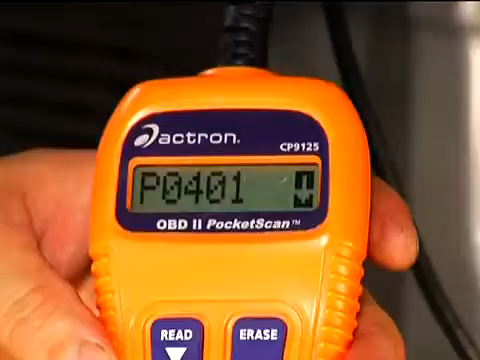 actron.
CP9125
P0401
OBD II PocketScan™
READ
ERASE